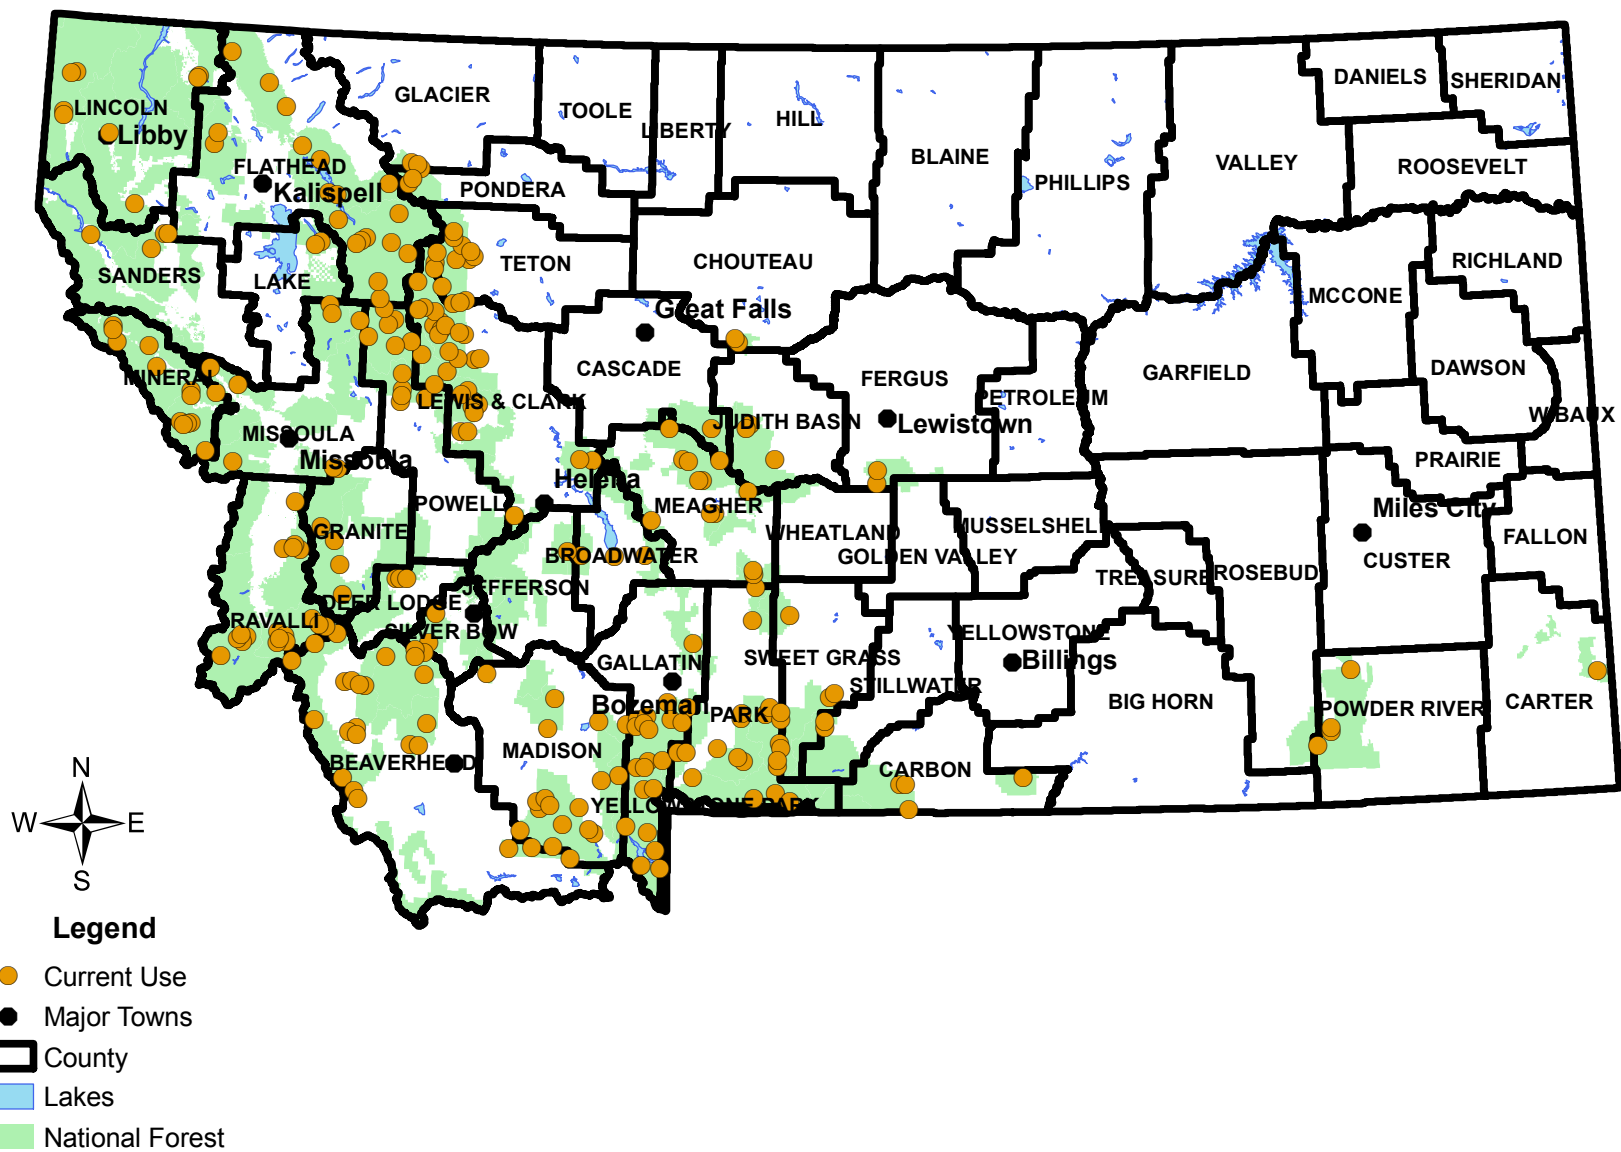 DANIELS
SHERIDAN
GLACIER
TOOLE
LINCOLN
HILL
LIBERTY
Libby
BLAINE
VALLEY
ROOSEVELT
FLATHEAD
PHILLIPS
Kalispell
PONDERA
TETON
CHOUTEAU
RICHLAND
SANDERS
LAKE
MCCONE
Great Falls
CASCADE
DAWSON
GARFIELD
MINERAL
FERGUS
PETROLEUM
LEWIS & CLARK
WIBAUX
JUDITH BASIN
Lewistown
MISSOULA
Missoula
PRAIRIE
Helena
POWELL
MEAGHER
Miles City
GRANITE
WHEATLAND
MUSSELSHEL
FALLON
BROADWATER
GOLDEN VALLEY
CUSTER
TREASURE
ROSEBUD
JEFFERSON
DEER LODGE
RAVALLI
SILVER BOW
YELLOWSTONE
GALLATIN
SWEET GRASS
Billings
STILLWATER
Bozeman
PARK
BIG HORN
POWDER RIVER
CARTER
MADISON
BEAVERHEAD
CARBON
N
YELLOWSTONE PARK
W
E
S
Legend
Current Use
Major Towns
County
Lakes
National Forest